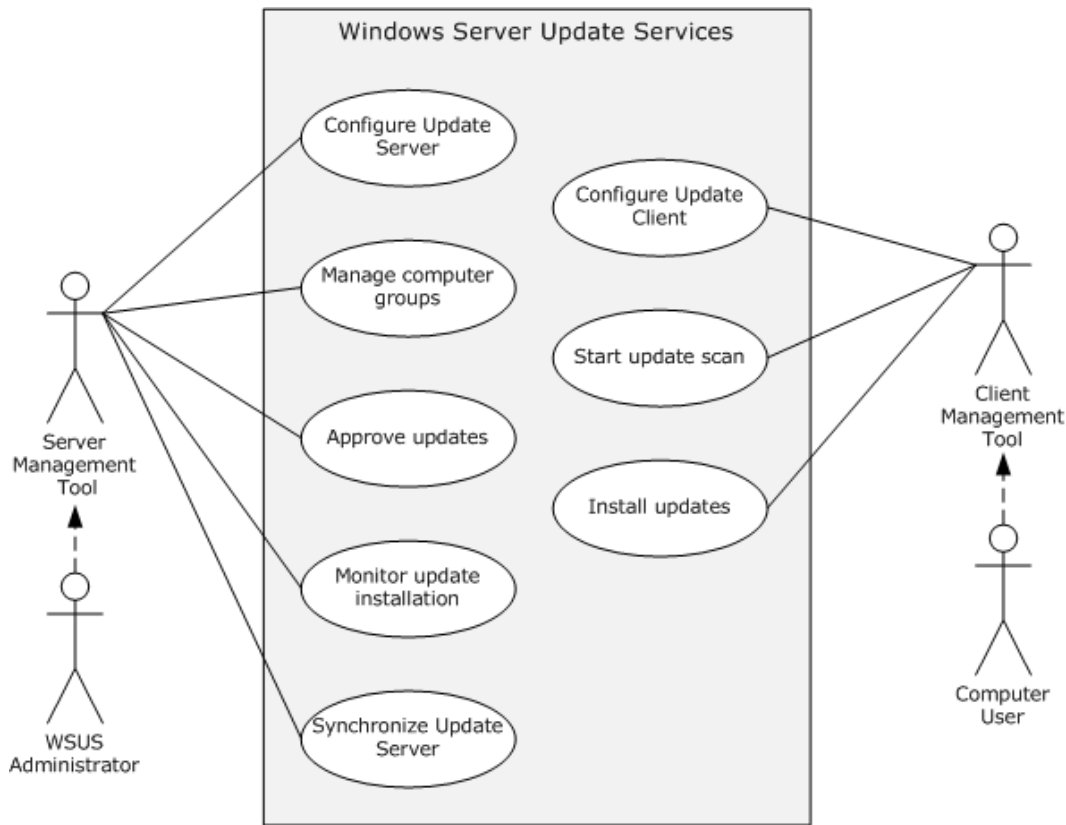 Windows Server Update Services
Configure Update
Server
Manage computer
groups
Approve updates
Monitor update
installation
Synchronize Update
Server
Configure Update
Client
Start update scan
Install updates
Server
Management
Tool
WSUS
Administrator
Client
Management
Tool
Computer
User